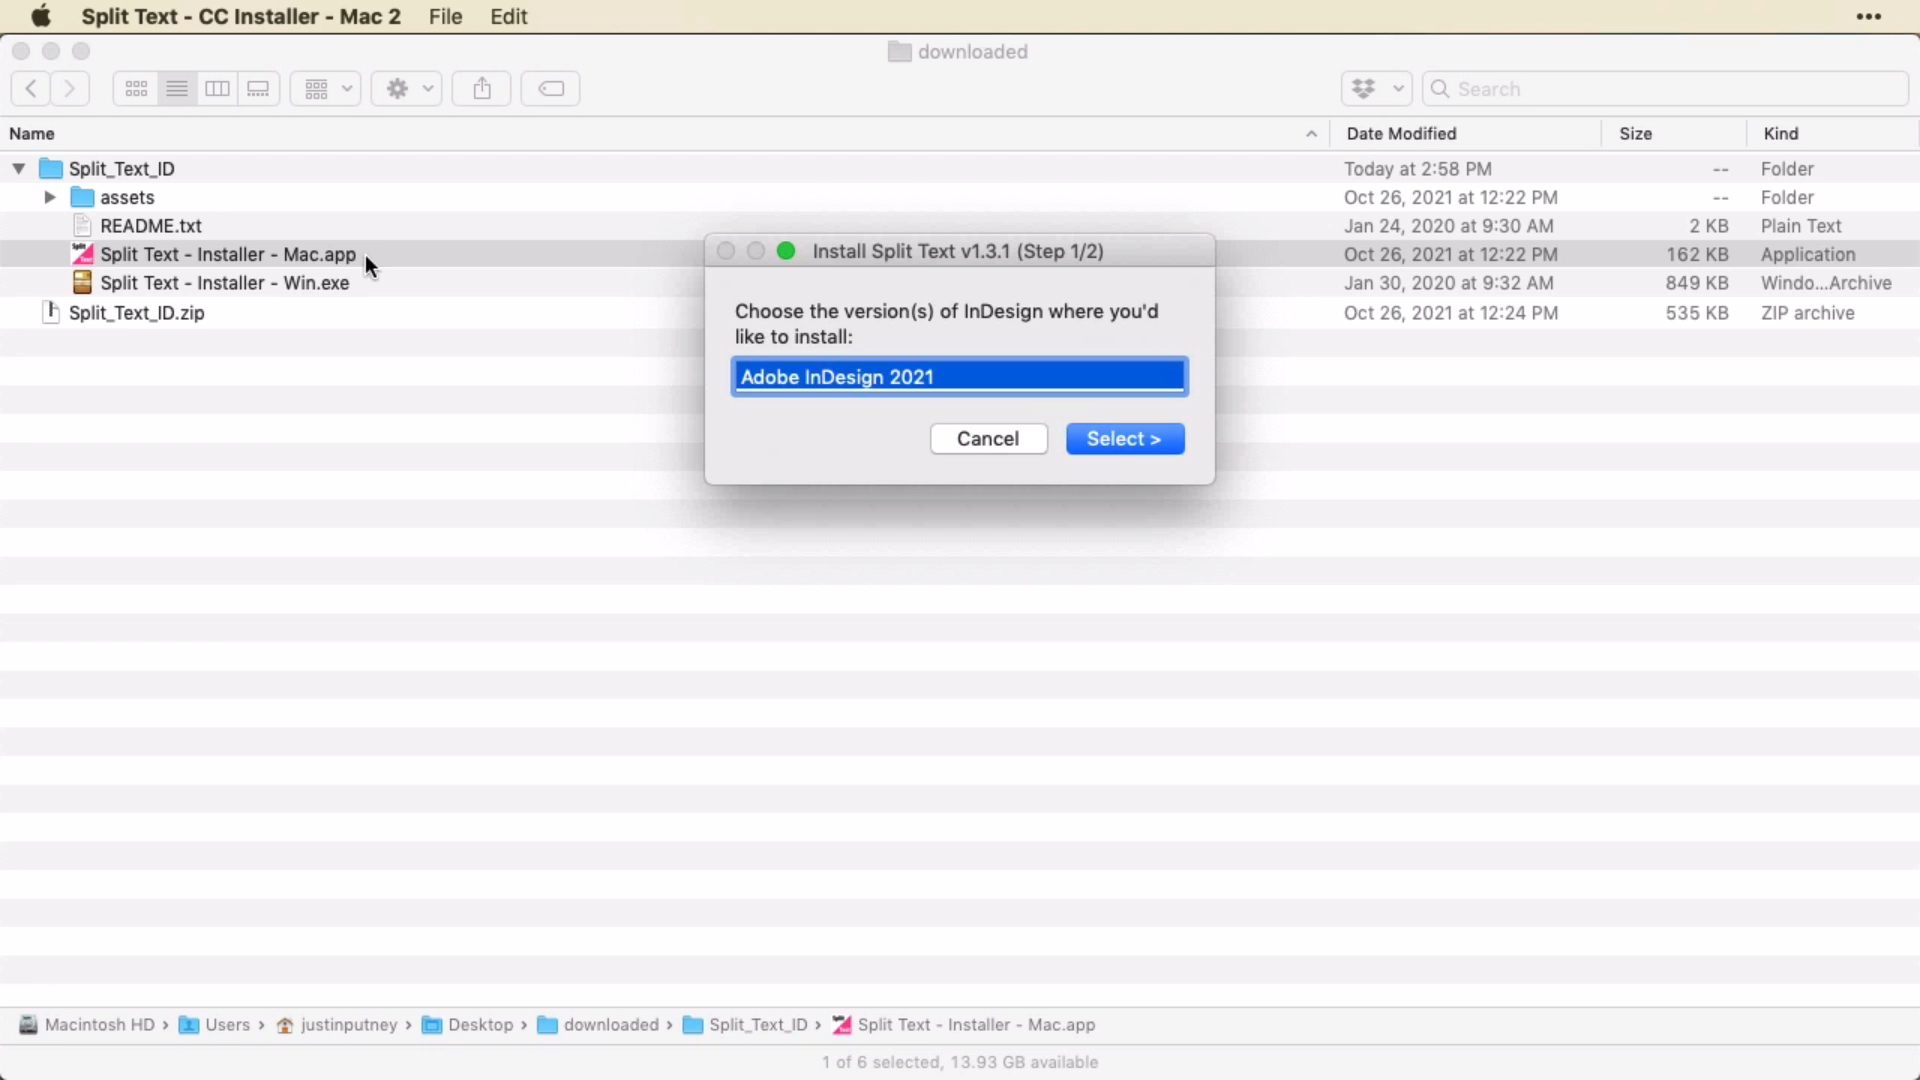 Split Text - CC Installer - Mac 2 File Edit •••
downloaded
Search
Name Date Modified Size Kind
Split_Text_ID Today at 2:58 PM -- Folder
assets Oct 26, 2021 at 12:22 PM -- Folder
README.txt Jan 24, 2020 at 9:30 AM 2 KB Plain Text
Split Text - Installer - Mac.app Oct 26, 2021 at 12:22 PM 162 KB Application
Split Text - Installer - Win.exe Jan 30, 2020 at 9:32 AM 849 KB Windo...Archive
Split_Text_ID.zip Oct 26, 2021 at 12:24 PM 535 KB ZIP archive
Install Split Text v1.3.1 (Step 1/2)
Choose the version(s) of InDesign where you'd
like to install:
Adobe InDesign 2021
Cancel Select >
Macintosh HD › Users › justinputney › Desktop › downloaded › Split_Text_ID › Split Text - Installer - Mac.app
1 of 6 selected, 13.93 GB available